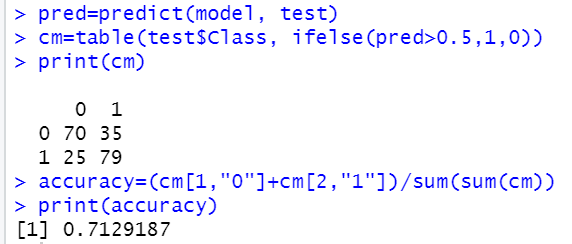 > pred=predict(model, test)
> cm=table(test$Class, ifelse(pred>0.5,1,0))
> print(cm)
0 1
0 70 35
1 25 79
> accuracy=(cm[1,"0"]+cm[2,"1"])/sum(sum(cm))
> print(accuracy)
[1] 0.7129187